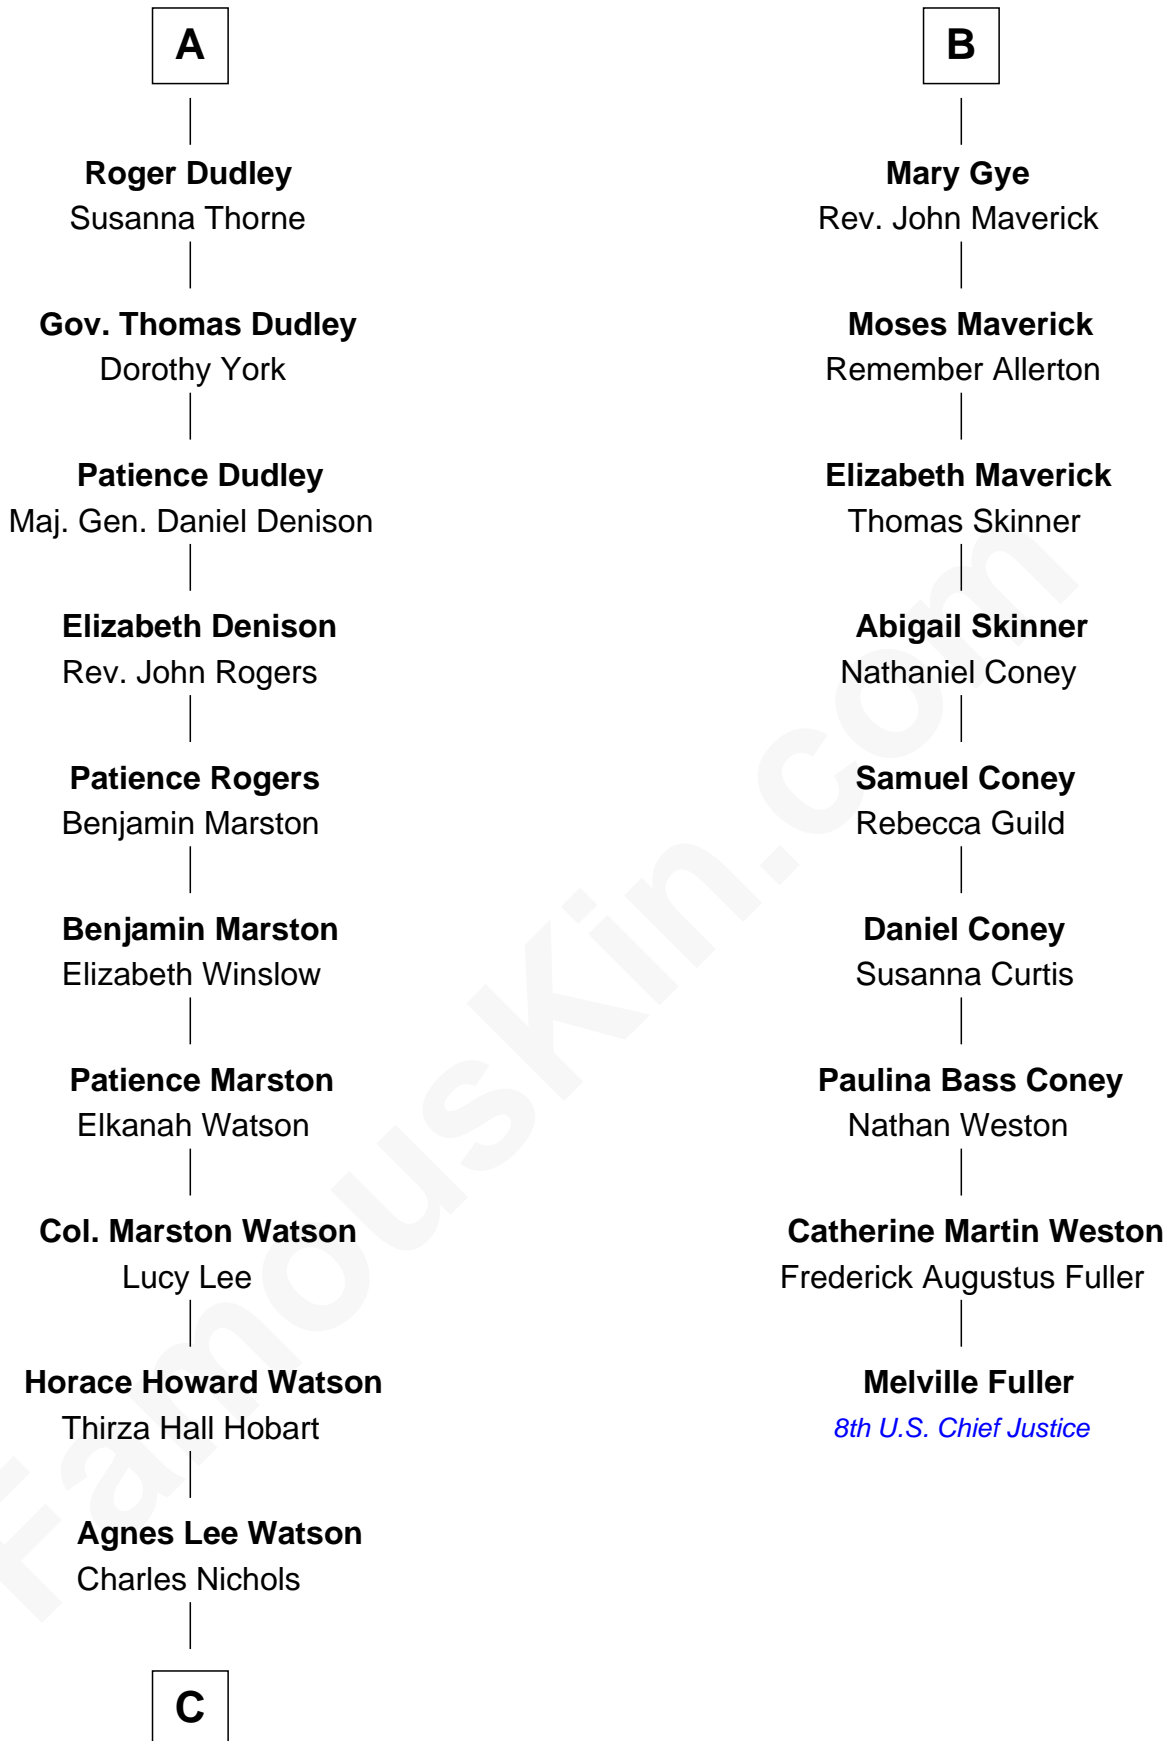 A
Roger Dudley
Susanna Thorne
Gov. Thomas Dudley
Dorothy York
Patience Dudley
Maj. Gen. Daniel Denison
Elizabeth Denison
Rev. John Rogers
Patience Rogers
Benjamin Marston
Benjamin Marston
Elizabeth Winslow
Patience Marston
Elkanah Watson
Col. Marston Watson
Lucy Lee
Horace Howard Watson
Thirza Hall Hobart
Agnes Lee Watson
Charles Nichols
C
B
Mary Gye
Rev. John Maverick
Moses Maverick
Remember Allerton
Elizabeth Maverick
Thomas Skinner
Abigail Skinner
Nathaniel Coney
Samuel Coney
Rebecca Guild
Daniel Coney
Susanna Curtis
Paulina Bass Coney
Nathan Weston
Catherine Martin Weston
Frederick Augustus Fuller
Melville Fuller
8th U.S. Chief Justice
FamousKin.com